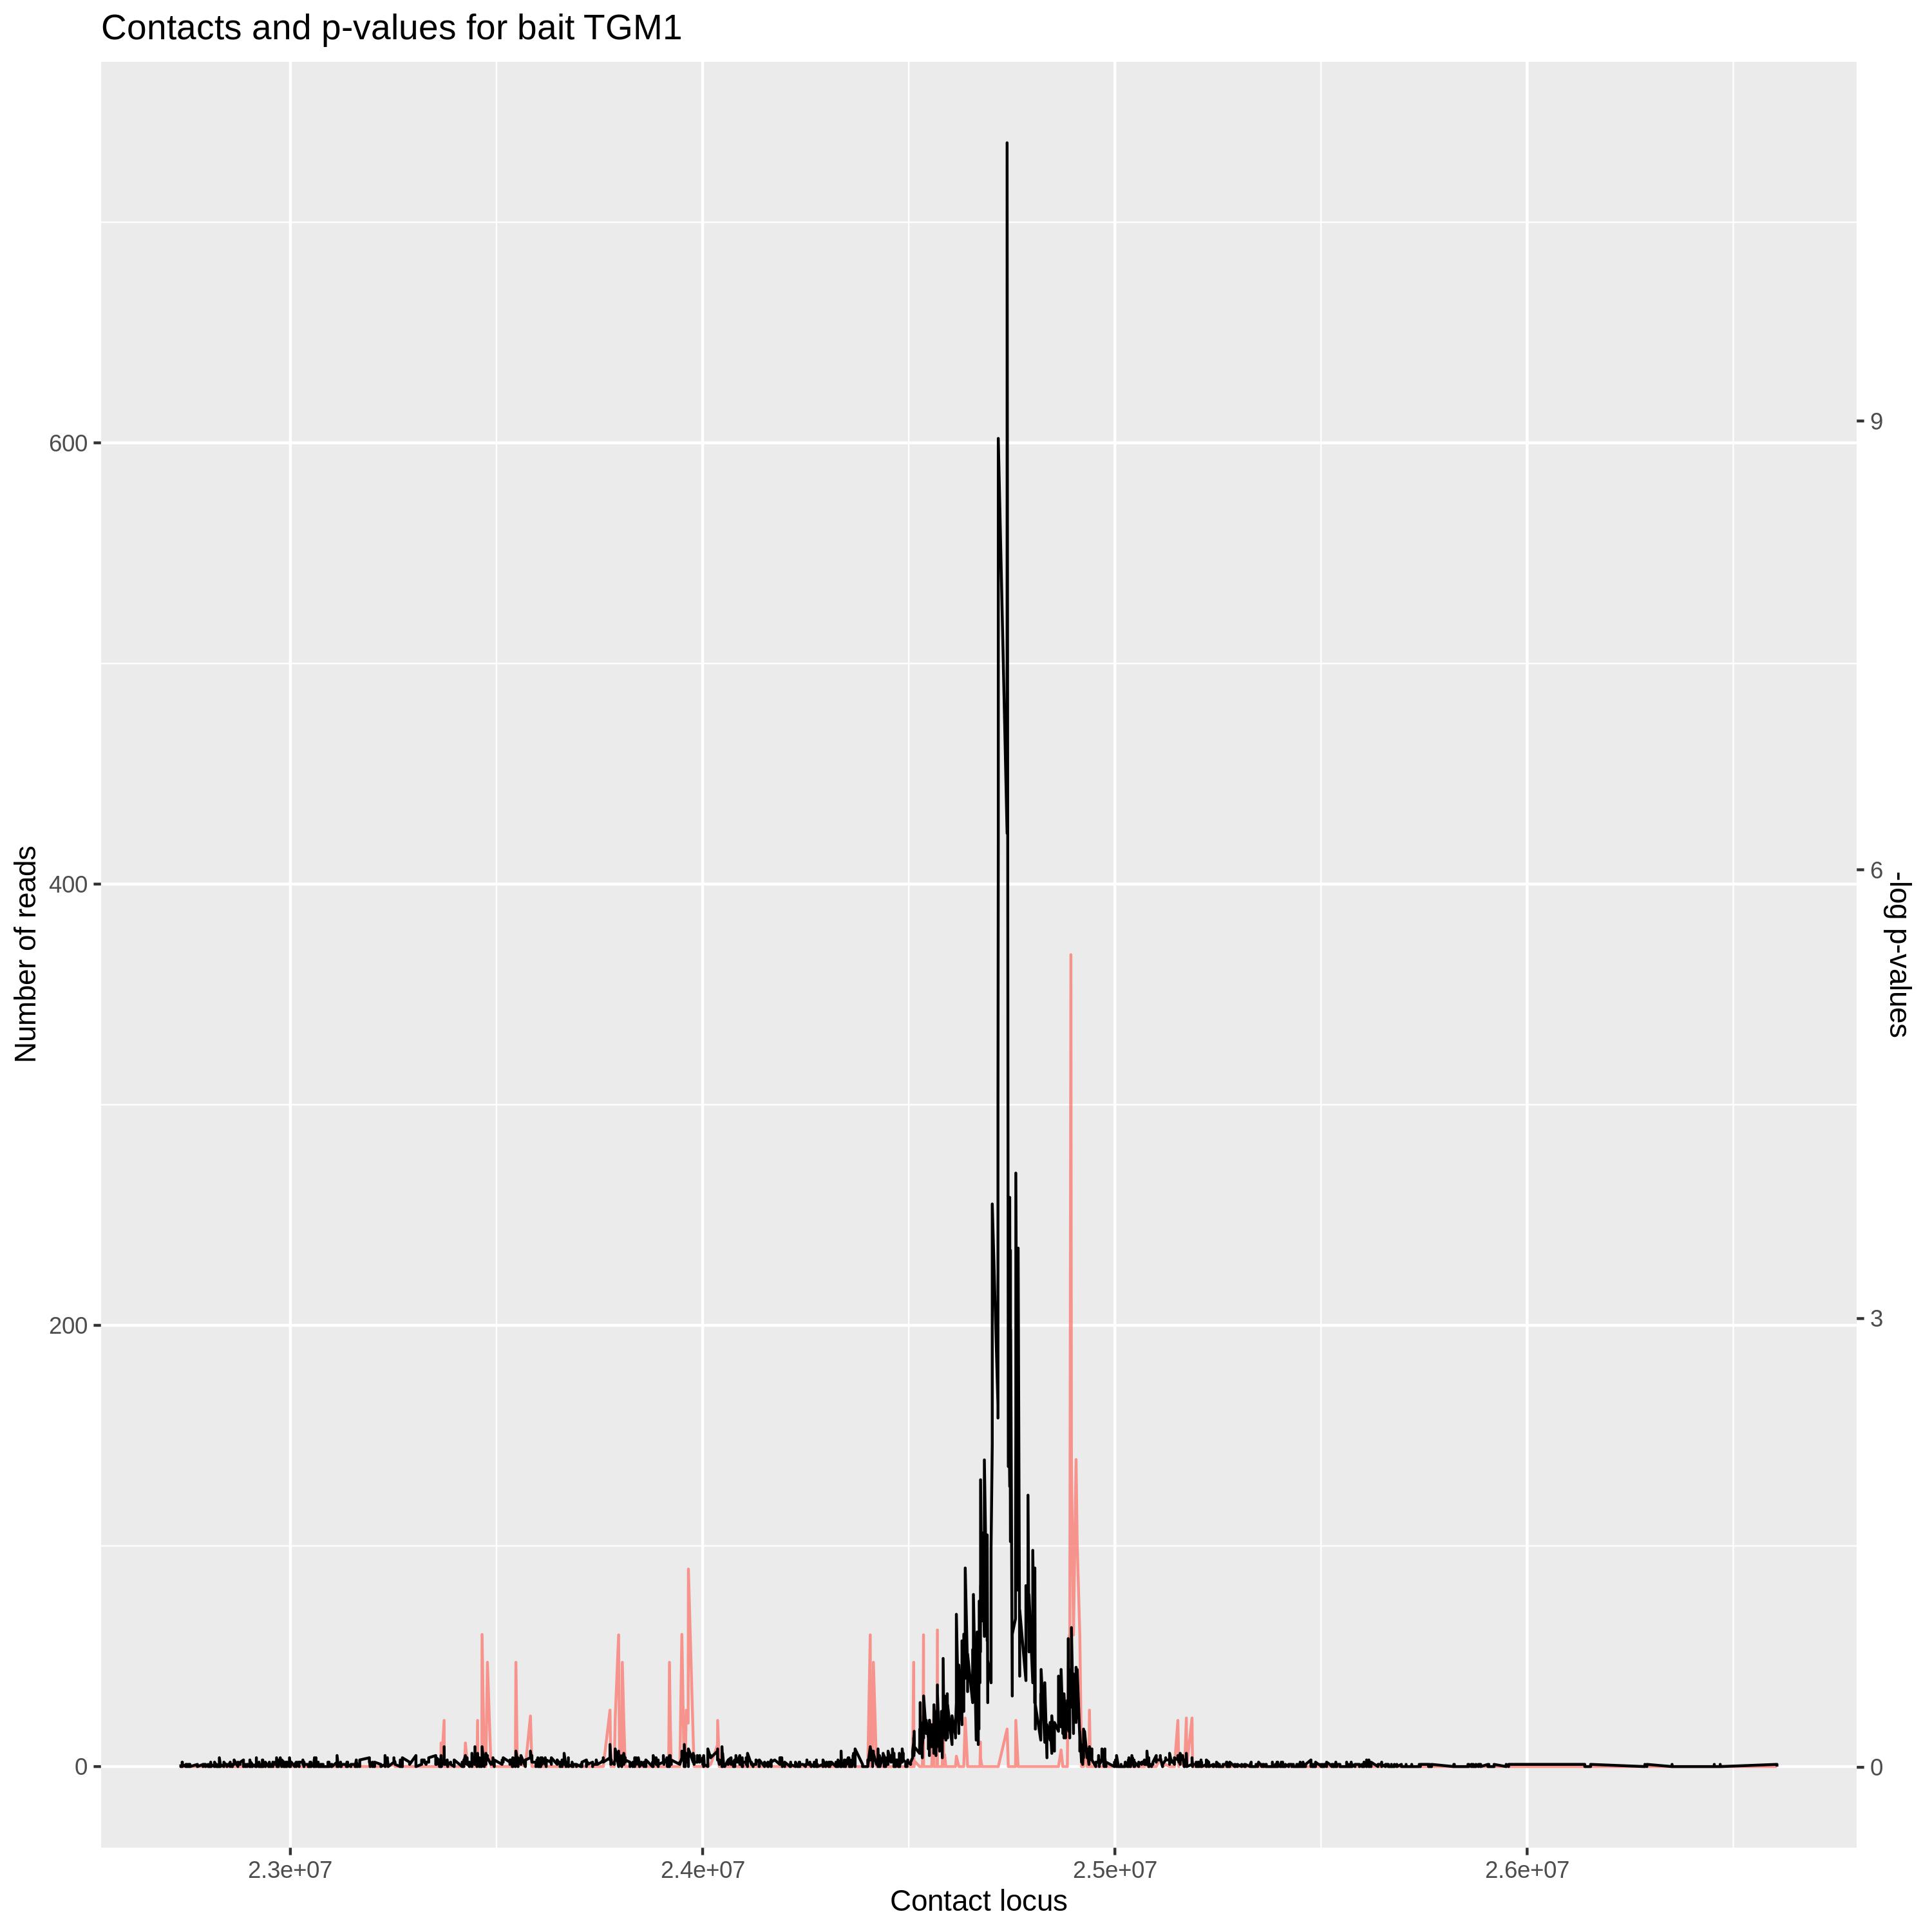 Contacts and p-values for bait TGM1
Number of reads
600
400
200
0
9
6
3
0
-log p-values
2.3e+07
2.4e+07
2.5e+07
2.6e+07
Contact locus